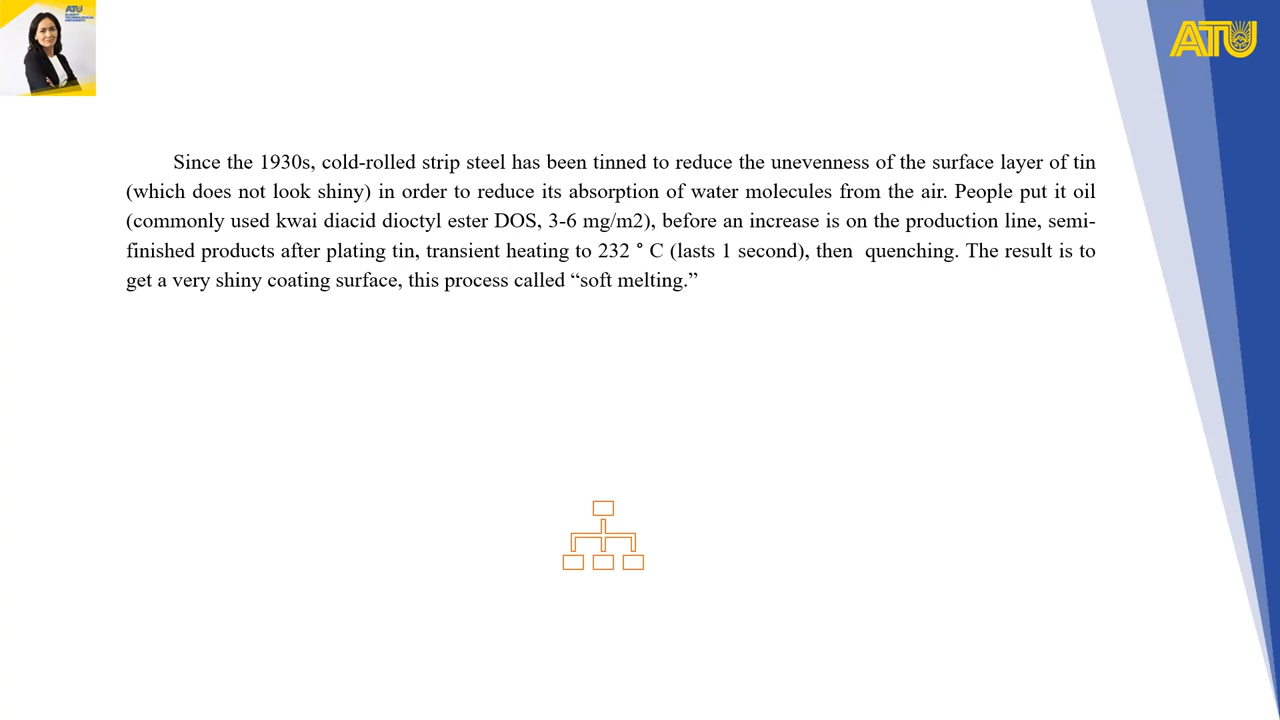 ATU
ALMATY
TECHNOLOGICAL
UNIVERSITY
ATU
Since the 1930s, cold-rolled strip steel has been tinned to reduce the unevenness of the surface layer of tin
(which does not look shiny) in order to reduce its absorption of water molecules from the air. People put it oil
(commonly used kwai diacid dioctyl ester DOS, 3-6 mg/m2), before an increase is on the production line, semi-
finished products after plating tin, transient heating to 232 ° C (lasts 1 second), then  quenching. The result is to
get a very shiny coating surface, this process called “soft melting.”